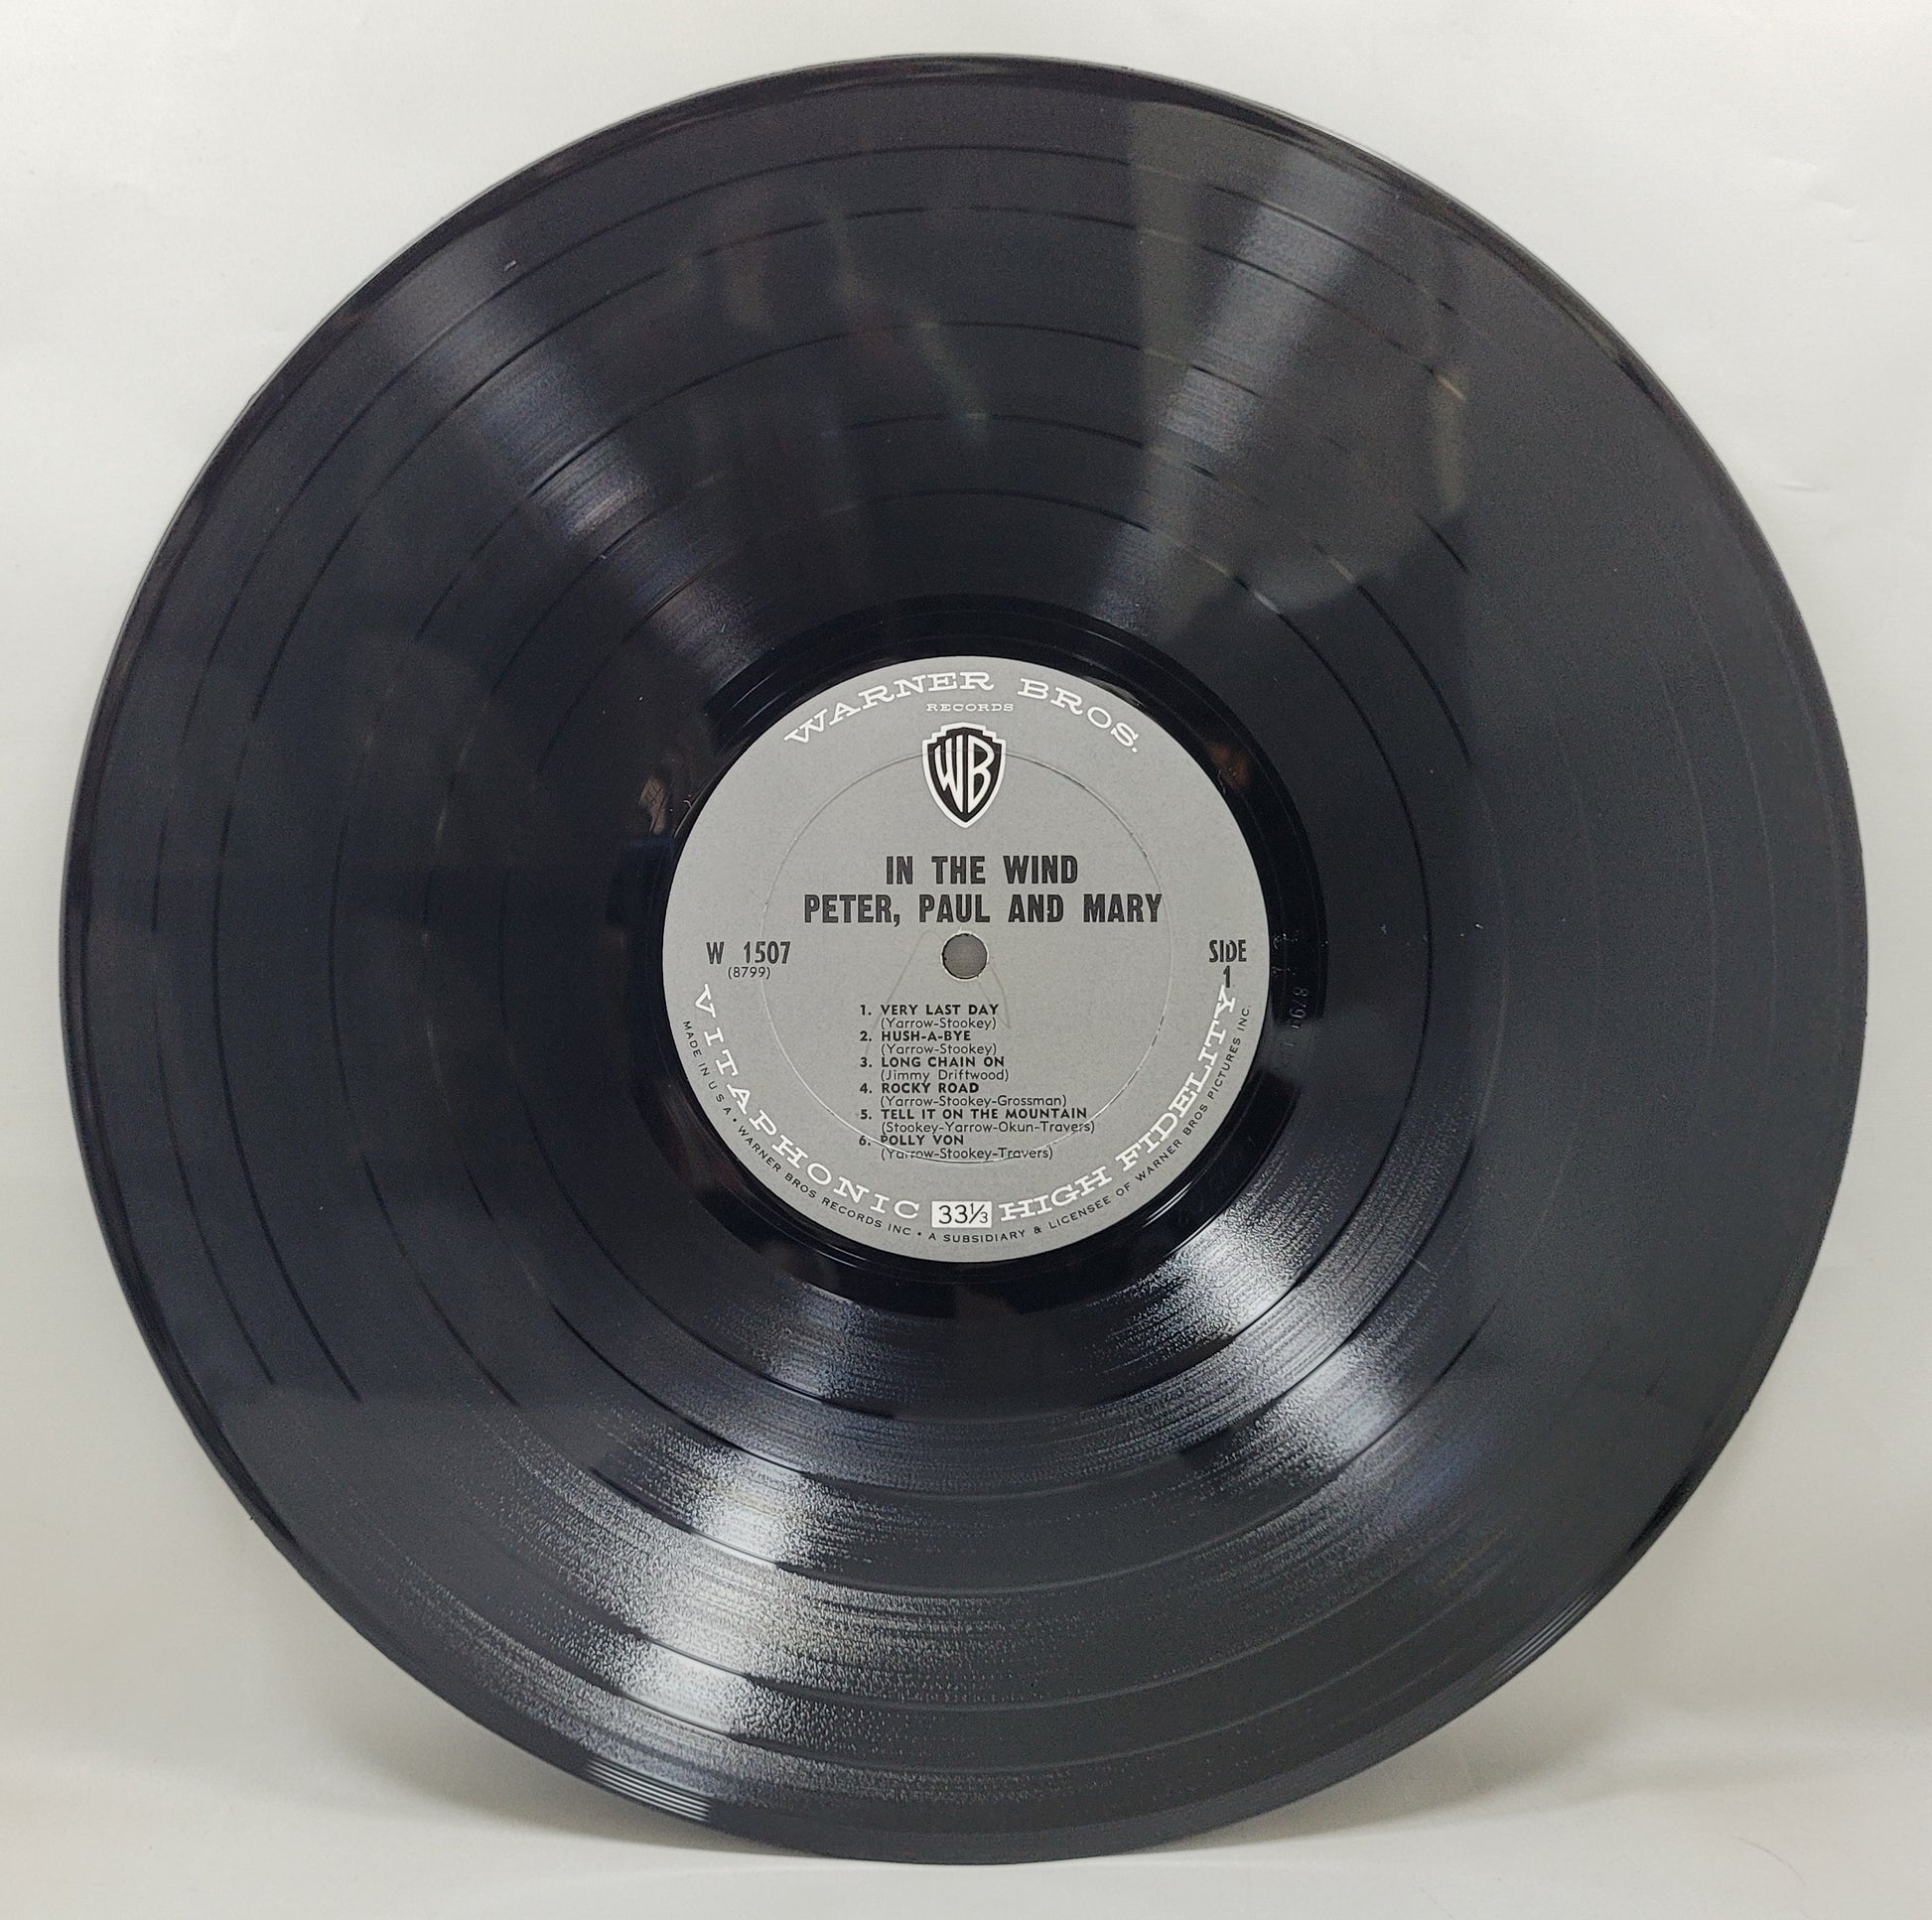 WARNER BROS.
RECORDS
WB
IN THE WIND
PETER, PAUL AND MARY
W 1507
(8799)
SIDE
1
1. VERY LAST DAY
(Yarrow-Stookey)
2. HUSH-A-BYE
(Yarrow-Stookey)
3. LONG CHAIN ON
(Jimmy Driftwood)
4. ROCKY ROAD
(Yarrow-Stookey-Grossman)
5. TELL IT ON THE MOUNTAIN
(Stookey-Yarrow-Okun-Travers)
6. POLLY VON
(Yarrow-Stookey-Travers)
VITAPHONIC 33⅓ HIGH FIDELITY
MADE IN U S A • WARNER BROS RECORDS INC • A SUBSIDIARY & LICENSEE OF WARNER BROS PICTURES INC.